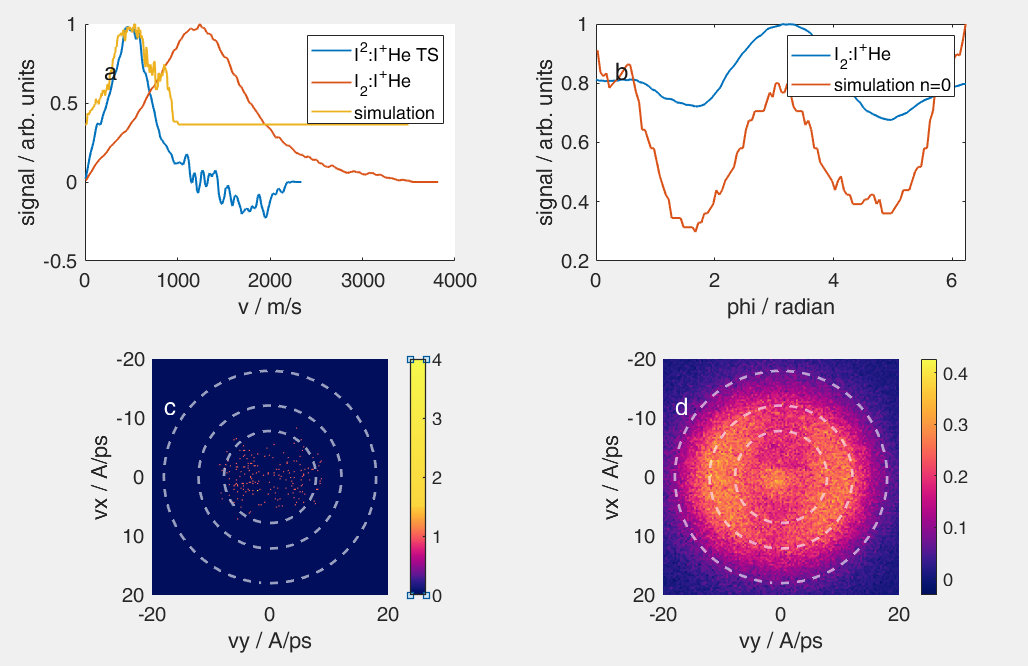 1
0.5
0
-0.5
signal / arb. units
a
I²:I⁺He TS
I₂:I⁺He
simulation
0
1000
2000
3000
4000
v / m/s
1
0.8
0.6
0.4
0.2
signal / arb. units
b
I₂:I⁺He
simulation n=0
0
2
4
6
phi / radian
-20
-10
0
10
20
vx / A/ps
c
-20
0
20
vy / A/ps
4
3
2
1
0
-20
-10
0
10
20
vx / A/ps
d
-20
0
20
vy / A/ps
0.4
0.3
0.2
0.1
0